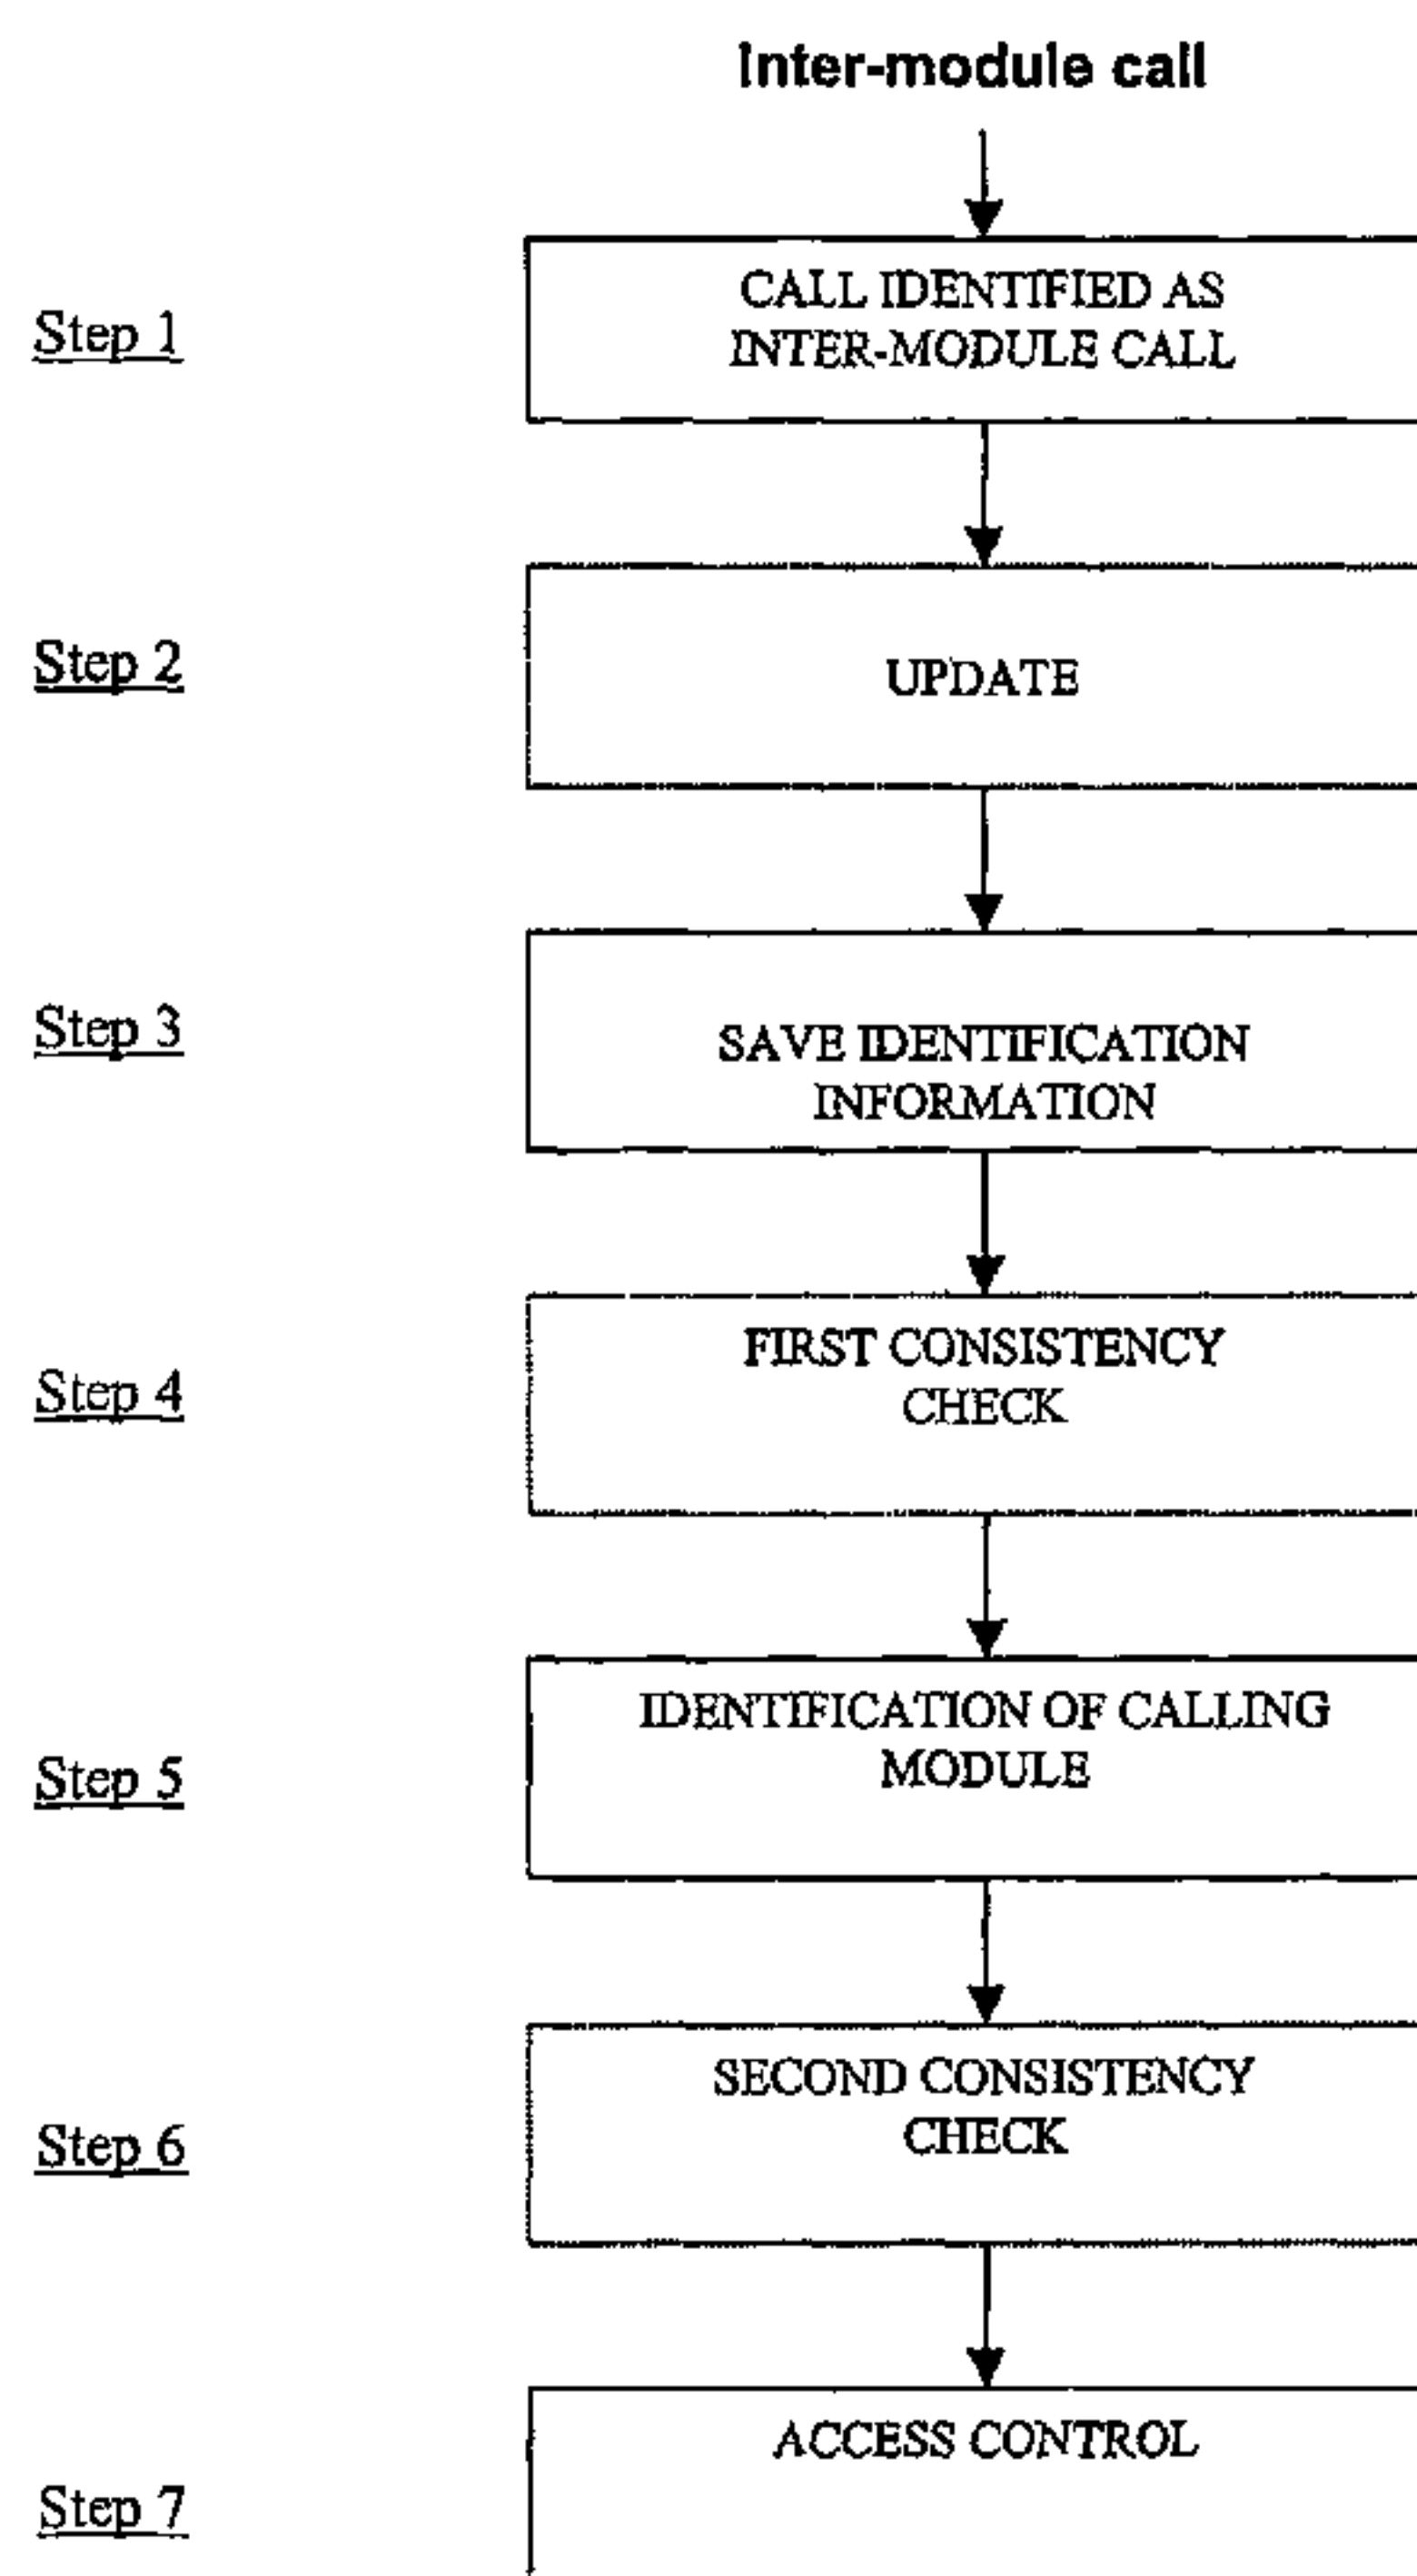 Inter-module call
Step 1
CALL IDENTIFIED AS
INTER-MODULE CALL
Step 2
UPDATE
Step 3
SAVE IDENTIFICATION
INFORMATION
Step 4
FIRST CONSISTENCY
CHECK
Step 5
IDENTIFICATION OF CALLING
MODULE
Step 6
SECOND CONSISTENCY
CHECK
Step 7
ACCESS CONTROL